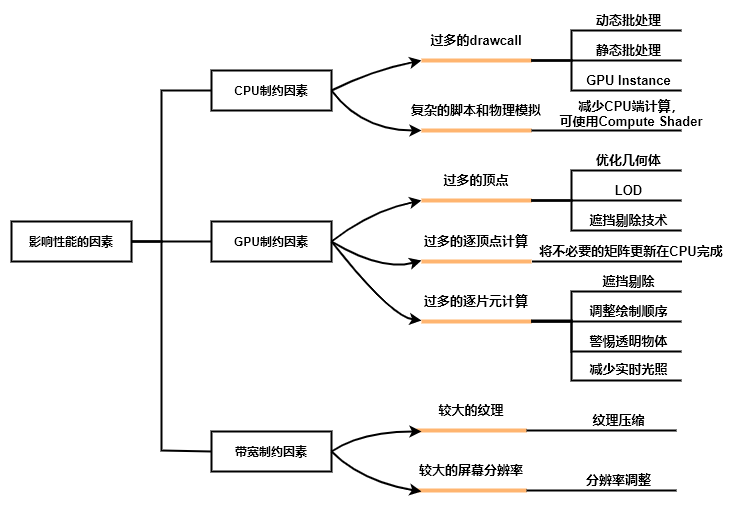 影响性能的因素
CPU制约因素
过多的drawcall
动态批处理
静态批处理
GPU Instance
复杂的脚本和物理模拟
减少CPU端计算，
可使用Compute Shader
GPU制约因素
过多的顶点
优化几何体
LOD
遮挡剔除技术
过多的逐顶点计算
将不必要的矩阵更新在CPU完成
过多的逐片元计算
遮挡剔除
调整绘制顺序
警惕透明物体
减少实时光照
带宽制约因素
较大的纹理
纹理压缩
较大的屏幕分辨率
分辨率调整